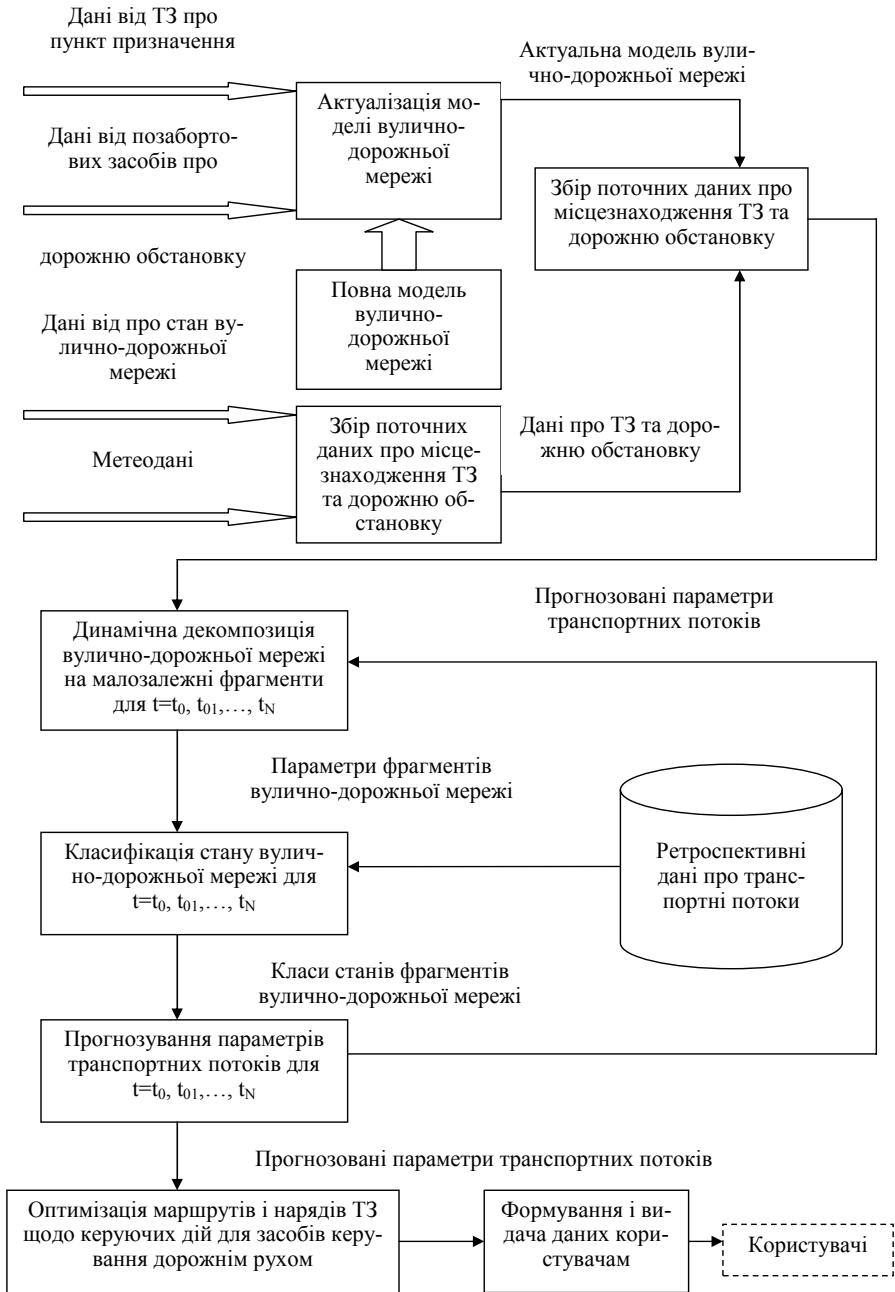 Дані від ТЗ про
пункт призначення
Актуальна модель вули-
чно-дорожньої мережі
Актуалізація мо-
делі вулично-
дорожньої
мережі
Дані від позаборто-
вих засобів про
Збір поточних даних про
місцезнаходження ТЗ та
дорожню обстановку
дорожню обстановку
Повна модель
вулично-
дорожньої
мережі
Дані від про стан ву-
лично-дорожньої
мережі
Збір поточних
даних про місце-
знаходження ТЗ
та дорожню об-
становку
Дані про ТЗ та доро-
жню обстановку
Метеодані
Прогнозовані параметри
транспортних потоків
Динамічна декомпозиція
вулично-дорожньої мережі
на малозалежні фрагменти
для t=t₀, t₀₁,…, t_N
Параметри фрагментів
вулично-дорожньої мережі
Класифікація стану вулич-
но-дорожньої мережі для
t=t₀, t₀₁,…, t_N
Ретроспективні
дані про транс-
портні потоки
Класи станів фрагментів
вулично-дорожньої мережі
Прогнозування параметрів
транспортних потоків для
t=t₀, t₀₁,…, t_N
Прогнозовані параметри транспортних потоків
Оптимізація маршрутів і нарядів ТЗ
щодо керуючих дій для засобів керу-
вання дорожнім рухом
Формування і ви-
дача даних кори-
стувачам
Користувачі